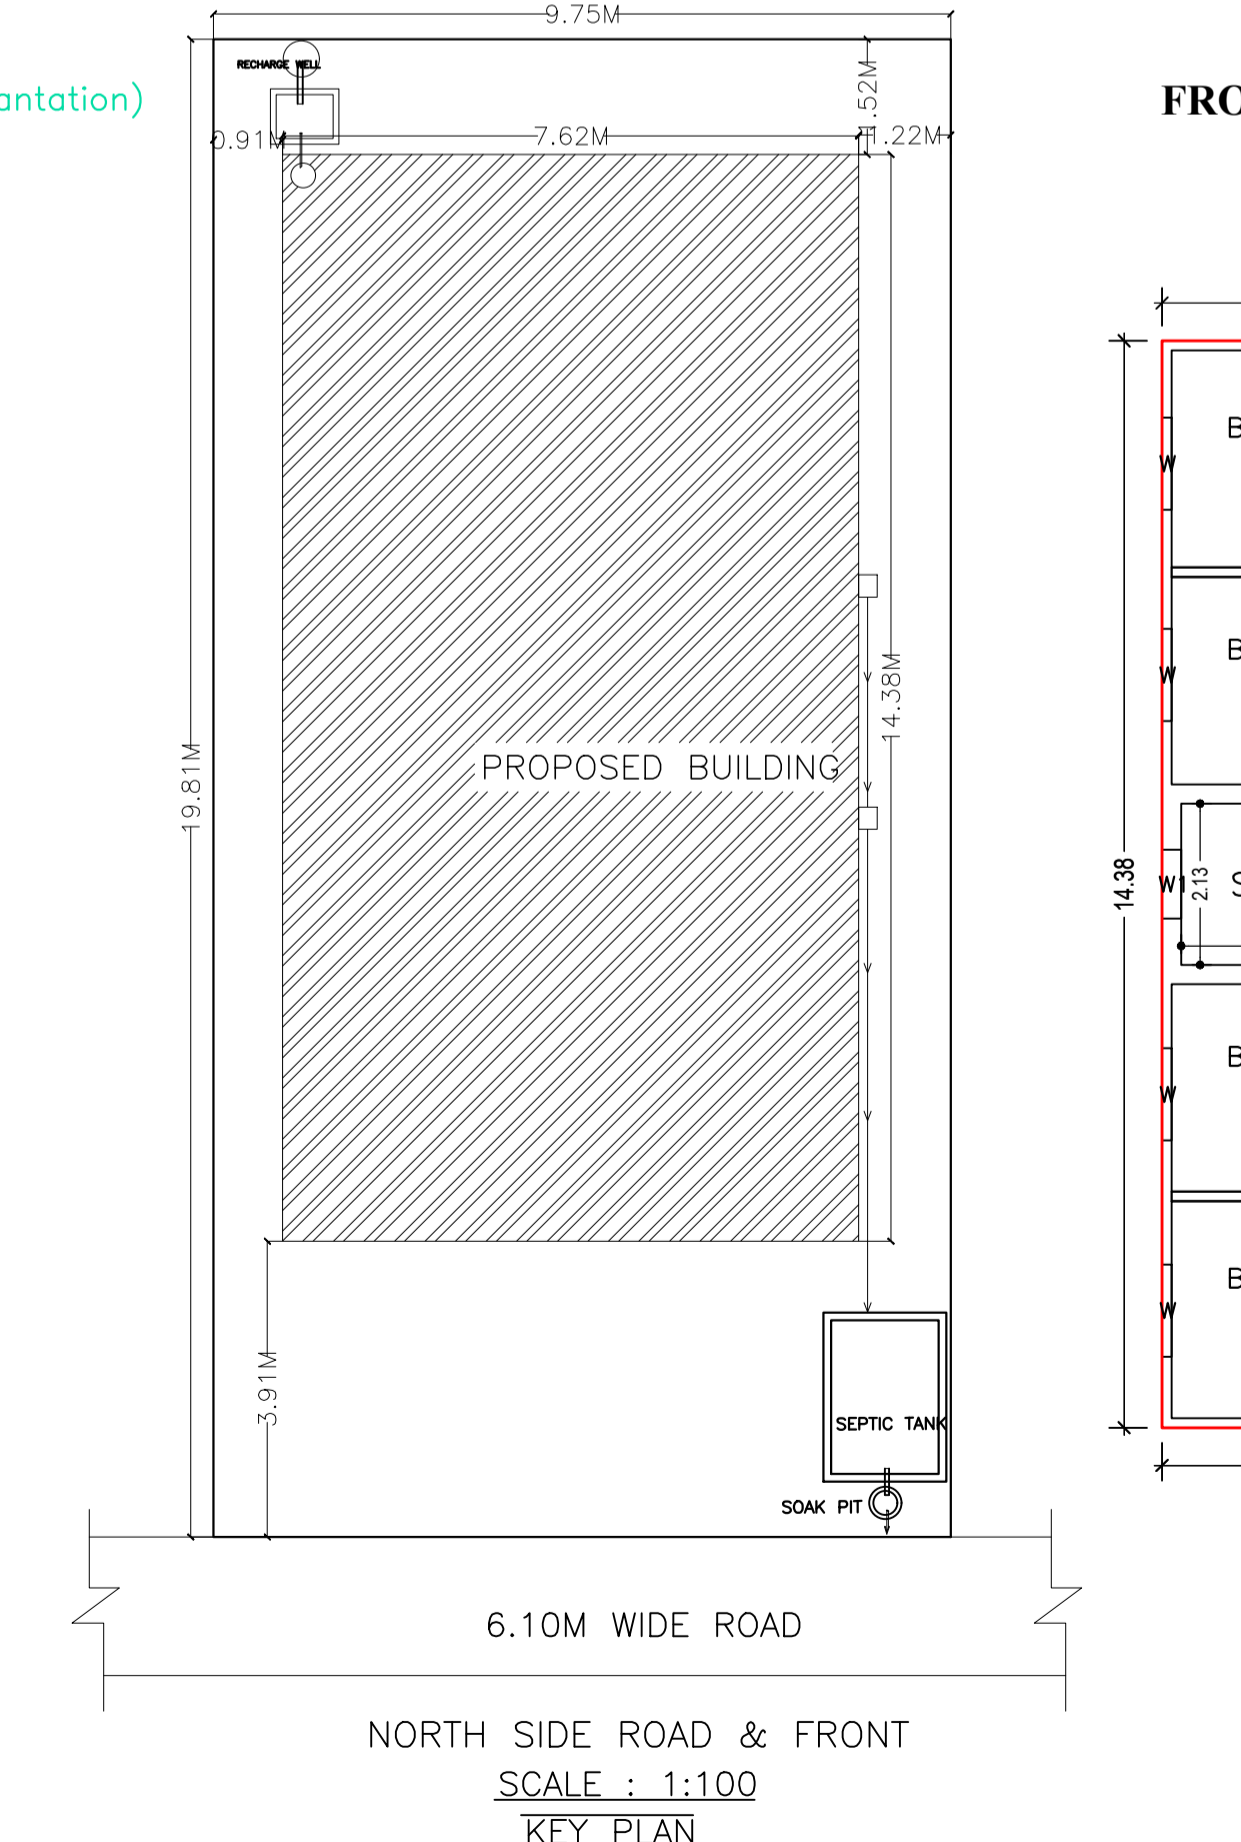 9.75M
RECHARGE WELL
1.52M
antation)
FRO
0.91M
7.62M
1.22M
B
B
14.38M
19.81M
PROPOSED BUILDING
14.38
W
W
W1
2.13
B
W
B
W
3.91M
SEPTIC TANK
SOAK PIT
6.10M WIDE ROAD
NORTH SIDE ROAD & FRONT
SCALE : 1:100
KEY PLAN